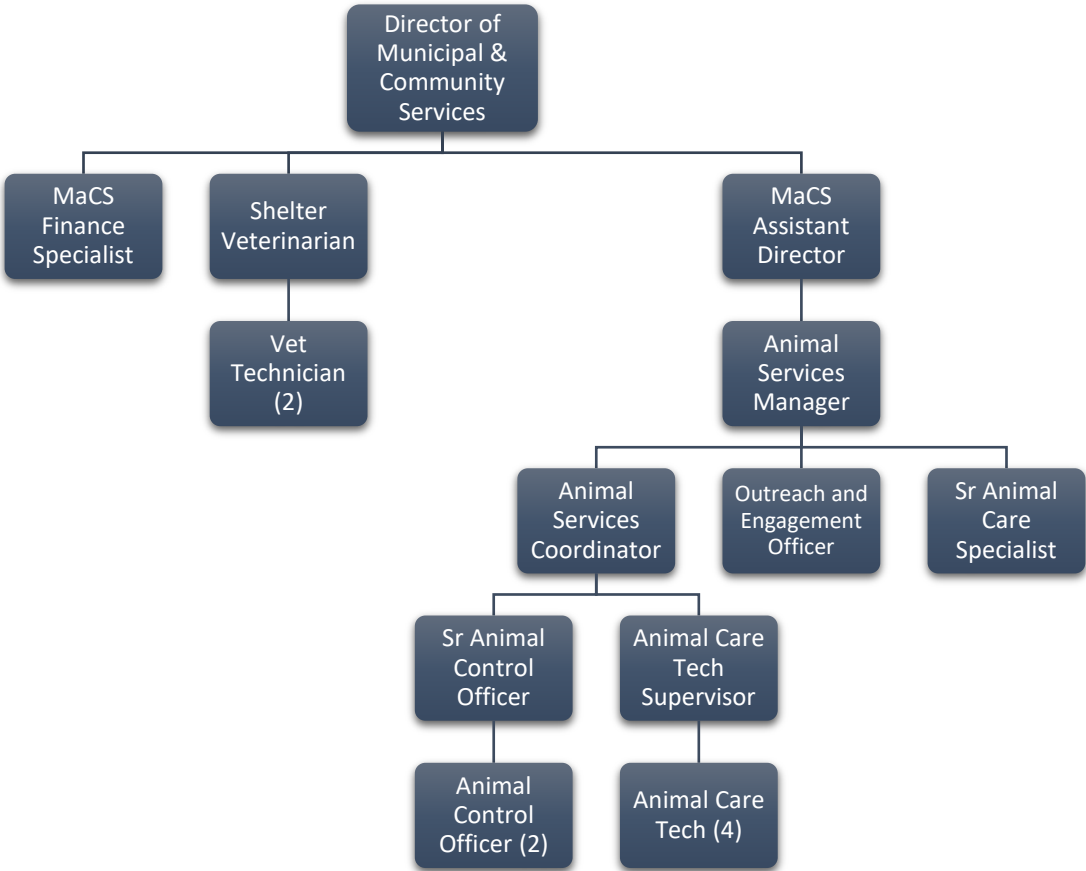 Director of
Municipal &
Community
Services
MaCS
Finance
Specialist
Shelter
Veterinarian
MaCS
Assistant
Director
Vet
Technician
(2)
Animal
Services
Manager
Animal
Services
Coordinator
Outreach and
Engagement
Officer
Sr Animal
Care
Specialist
Sr Animal
Control
Officer
Animal Care
Tech
Supervisor
Animal
Control
Officer (2)
Animal Care
Tech (4)